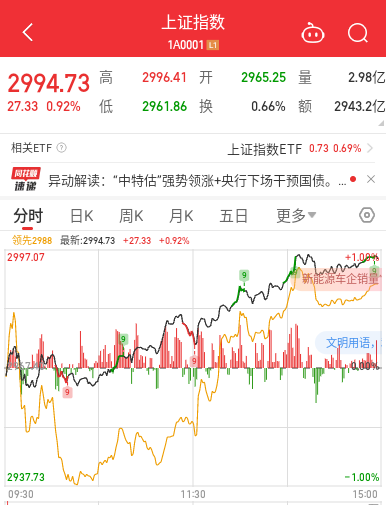 上证指数
1A0001 L1
2994.73 高 2996.41 开 2965.25 量 2.98亿
27.33 0.92% 低 2961.86 换 0.66% 额 2943.2亿
相关ETF ? 上证指数ETF 0.73 0.69%
同花顺 速递 异动解读：“中特估”强势领涨+央行下场干预国债。...
分时 日K 周K 月K 五日 更多
领先2988 最新:2994.73 +27.33 +0.92%
2997.07 +1.00%
9 9 9
新能源车企销量
9
文明用语，
9
0.00%
9
2937.73 -1.00%
09:30 11:30 15:00